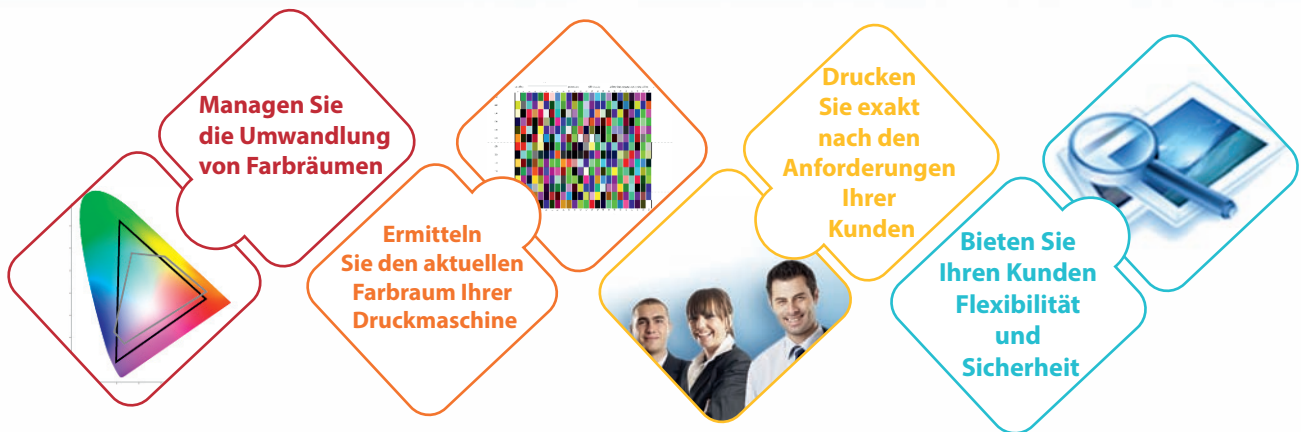 Managen Sie
die Umwandlung
von Farbräumen
Ermitteln
Sie den aktuellen
Farbraum Ihrer
Druckmaschine
Drucken
Sie exakt
nach den
Anforderungen
Ihrer
Kunden
Bieten Sie
Ihren Kunden
Flexibilität
und
Sicherheit